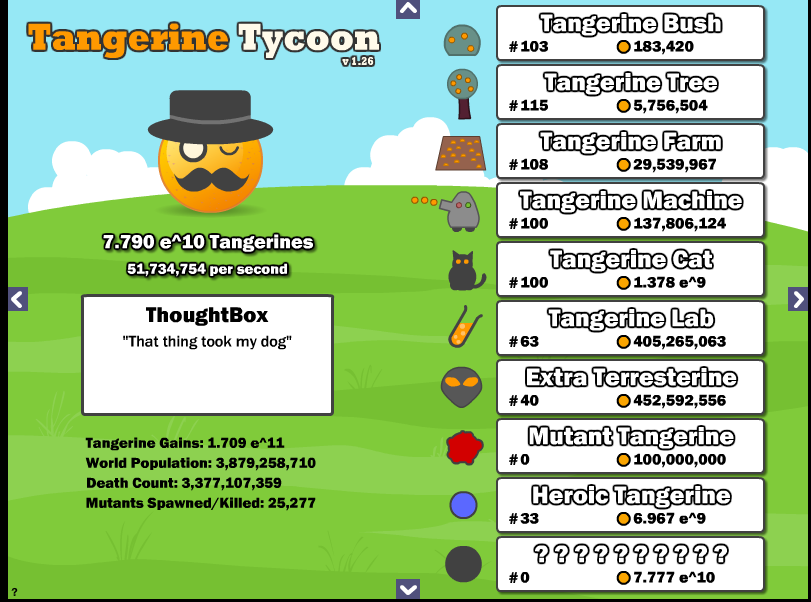 Tangerine Tycoon
v 1.26
7.790 e^10 Tangerines
51,734,754 per second
ThoughtBox
"That thing took my dog"
Tangerine Gains: 1.709 e^11
World Population: 3,879,258,710
Death Count: 3,377,107,359
Mutants Spawned/Killed: 25,277
?
Tangerine Bush
#103 183,420
Tangerine Tree
#115 5,756,504
Tangerine Farm
#108 29,539,967
Tangerine Machine
#100 137,806,124
Tangerine Cat
#100 1.378 e^9
Tangerine Lab
#63 405,265,063
Extra Terresterine
#40 452,592,556
Mutant Tangerine
#0 100,000,000
Heroic Tangerine
#33 6.967 e^9
??????????
#0 7.777 e^10